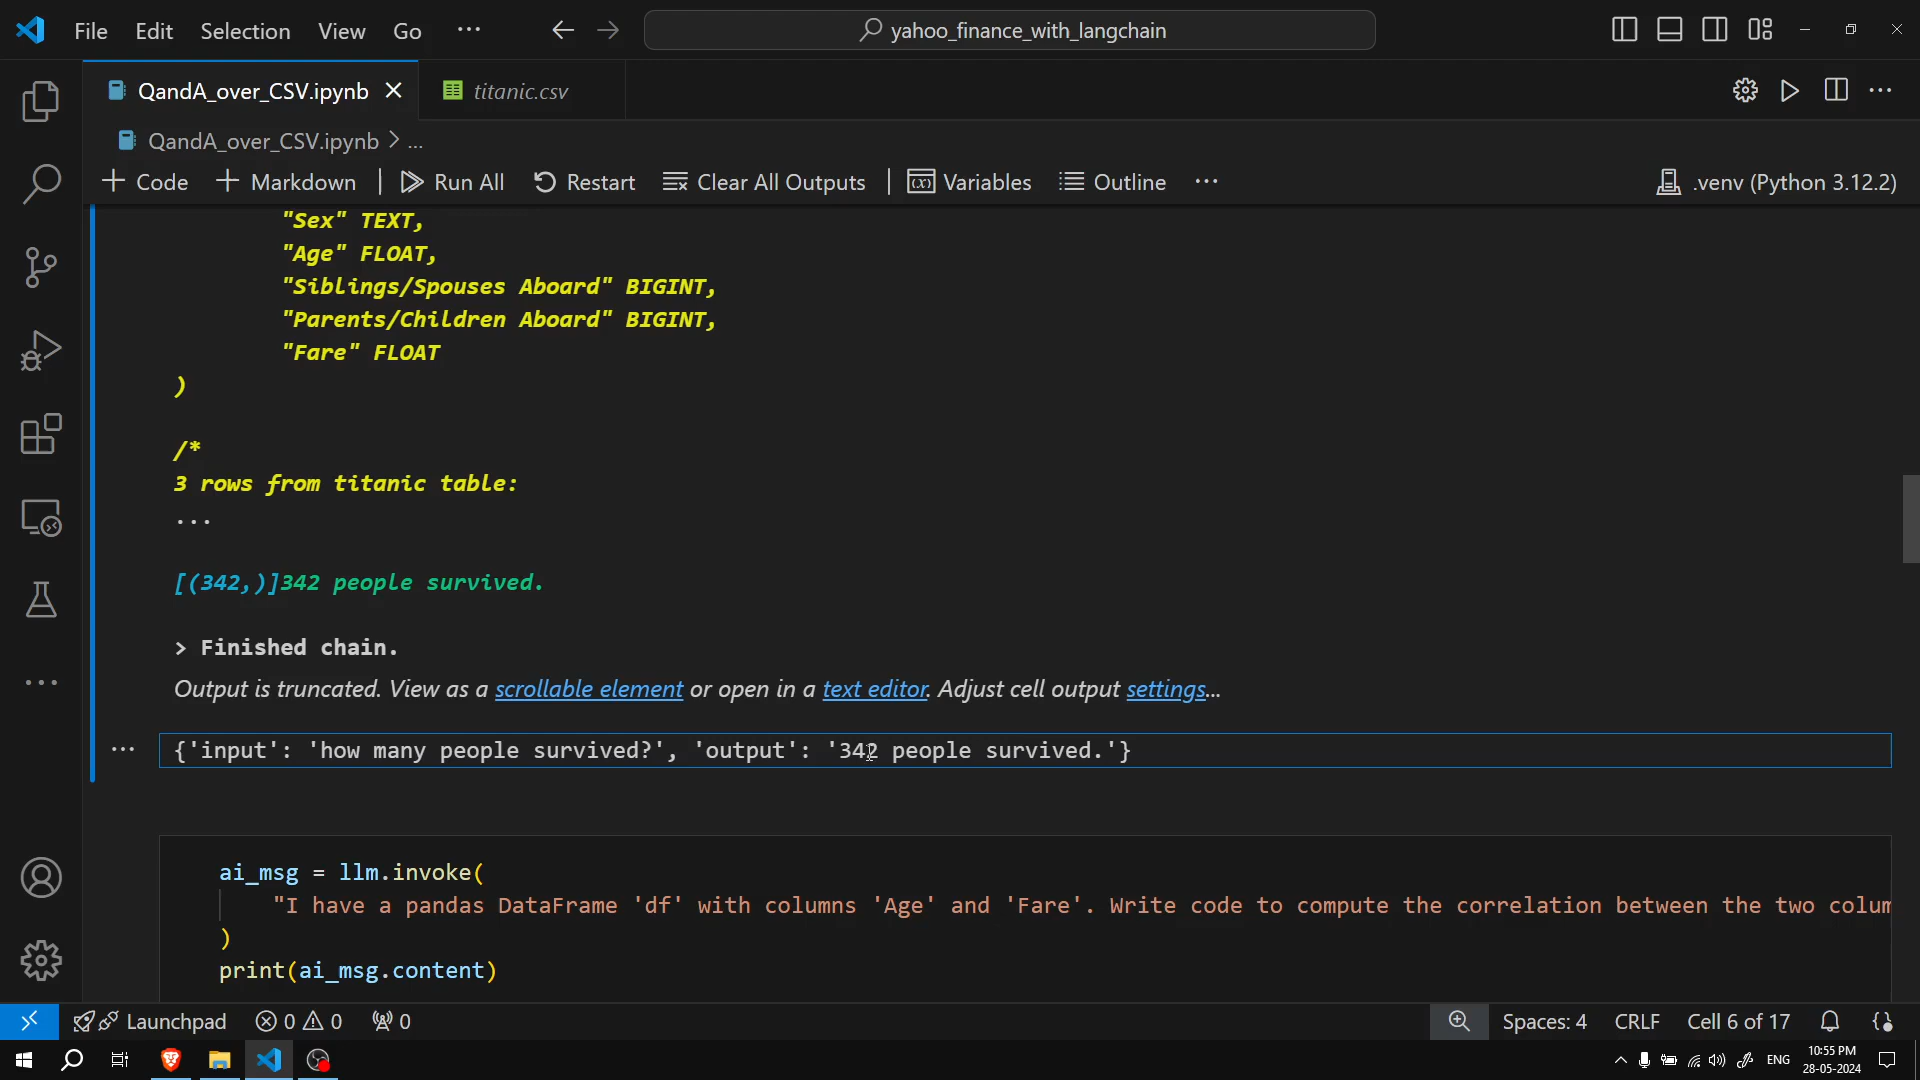 File Edit Selection View Go ... yahoo_finance_with_langchain
QandA_over_CSV.ipynb titanic.csv
QandA_over_CSV.ipynb > ...
+ Code + Markdown Run All Restart Clear All Outputs Variables Outline ... .venv (Python 3.12.2)
"Sex" TEXT,
"Age" FLOAT,
"Siblings/Spouses Aboard" BIGINT,
"Parents/Children Aboard" BIGINT,
"Fare" FLOAT
)
/*
3 rows from titanic table:
...
[(342,)]342 people survived.
> Finished chain.
Output is truncated. View as a scrollable element or open in a text editor. Adjust cell output settings...
{'input': 'how many people survived?', 'output': '342 people survived.'}
ai_msg = llm.invoke(
"I have a pandas DataFrame 'df' with columns 'Age' and 'Fare'. Write code to compute the correlation between the two colum
)
print(ai_msg.content)
Launchpad 0 0 0 Spaces: 4 CRLF Cell 6 of 17
ENG 10:55 PM
28-05-2024